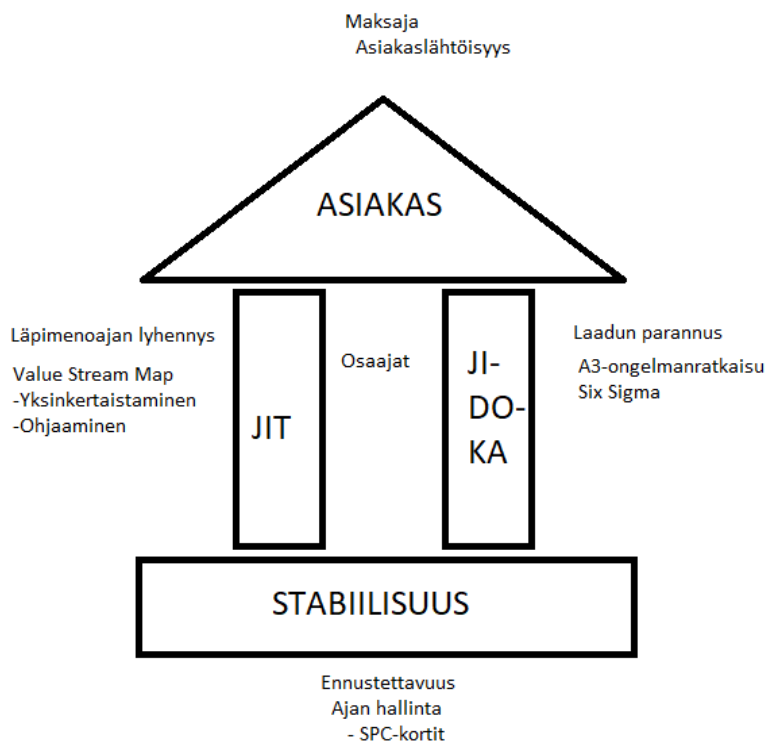 Maksaja
Asiakaslähtöisyys
ASIAKAS
Läpimenoajan lyhennys
Value Stream Map
-Yksinkertaistaminen
-Ohjaaminen
JIT
Osaajat
JI-
DO-
KA
Laadun parannus
A3-ongelmanratkaisu
Six Sigma
STABIILISUUS
Ennustettavuus
Ajan hallinta
- SPC-kortit